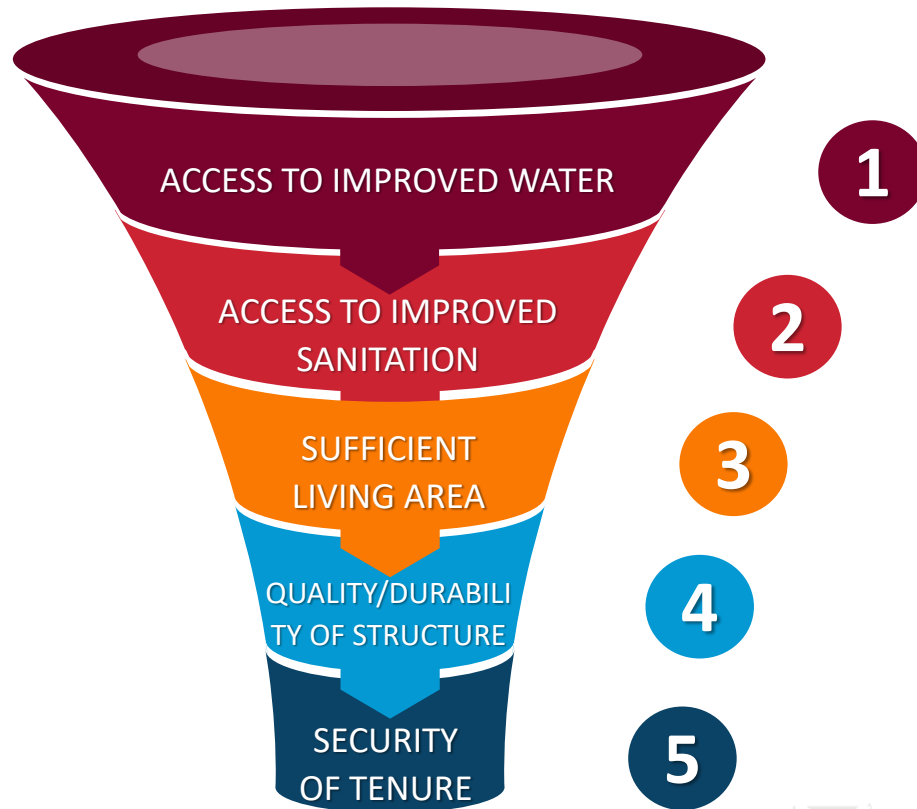 ACCESS TO IMPROVED WATER
1
ACCESS TO IMPROVED
SANITATION
2
SUFFICIENT
LIVING AREA
3
QUALITY/DURABILI
TY OF STRUCTURE
4
SECURITY
OF TENURE
5